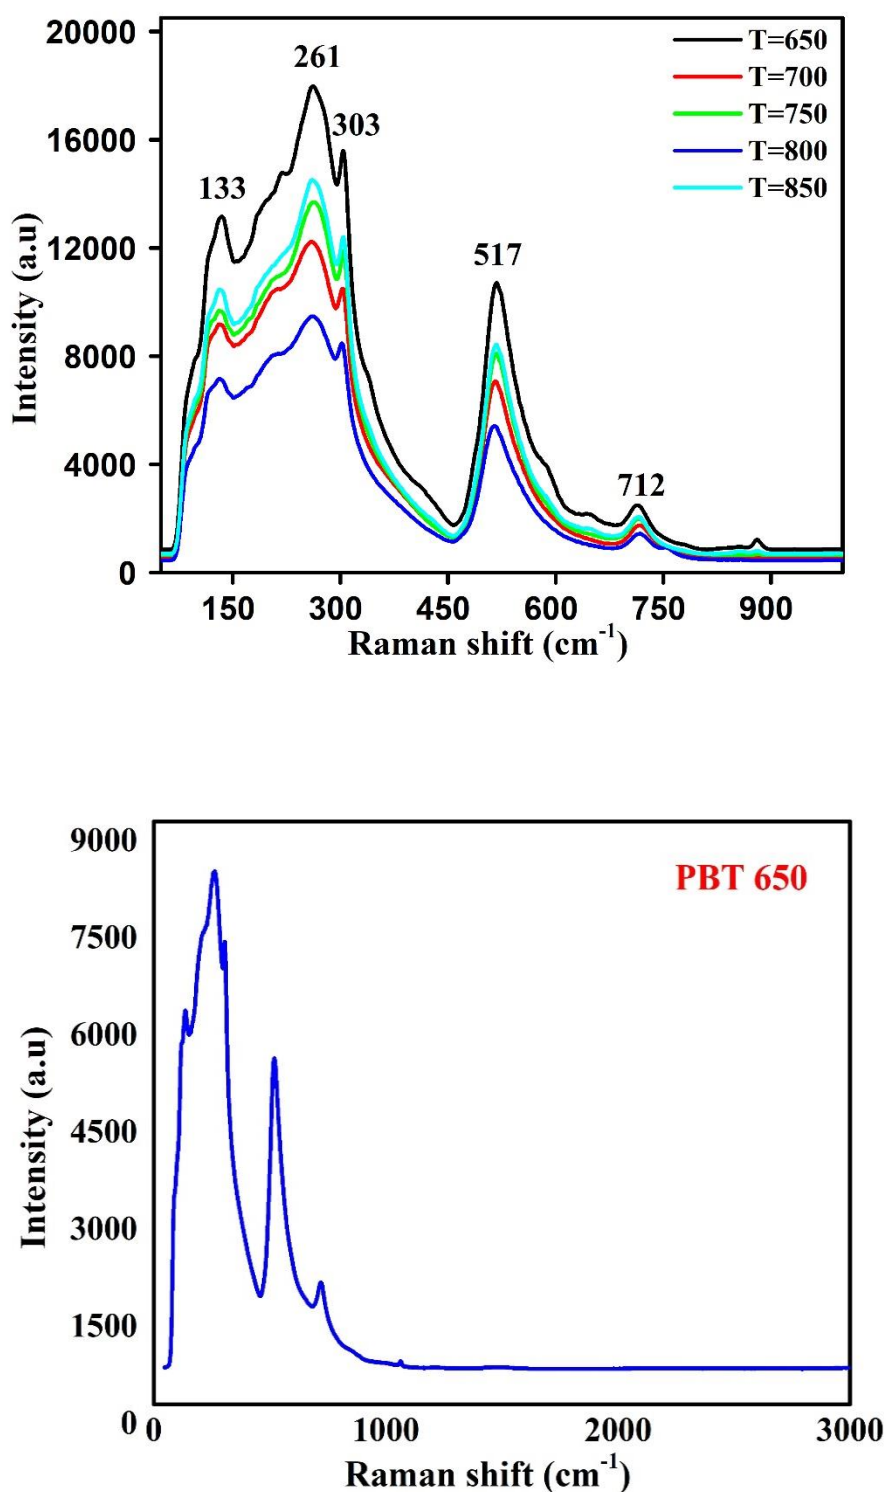 20000
16000
12000
8000
4000
0
Intensity (a.u)
261
303
133
517
712
T=650
T=700
T=750
T=800
T=850
150 300 450 600 750 900
Raman shift (cm⁻¹)
9000
7500
6000
4500
3000
1500
0
Intensity (a.u)
PBT 650
0 1000 2000 3000
Raman shift (cm⁻¹)